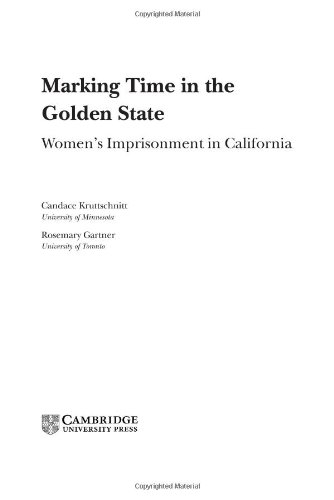 Copyrighted Material
Marking Time in the
Golden State
Women's Imprisonment in California
Candace Kruttschnitt
University of Minnesota
Rosemary Gartner
University of Toronto
CAMBRIDGE
UNIVERSITY PRESS
Copyrighted Material